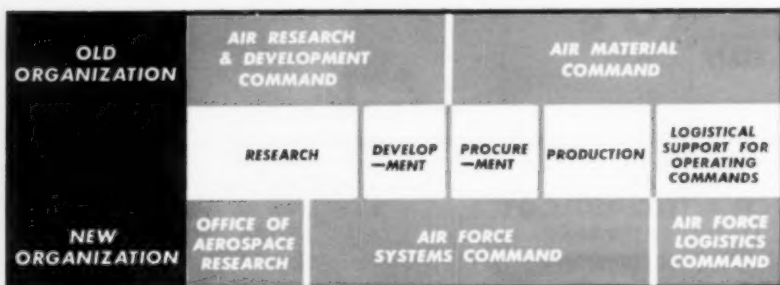 OLD
ORGANIZATION
AIR RESEARCH
& DEVELOPMENT
COMMAND
AIR MATERIAL
COMMAND
RESEARCH
DEVELOP
—MENT
PROCURE
—MENT
PRODUCTION
LOGISTICAL
SUPPORT FOR
OPERATING
COMMANDS
NEW
ORGANIZATION
OFFICE OF
AEROSPACE
RESEARCH
AIR FORCE
SYSTEMS COMMAND
AIR FORCE
LOGISTICS
COMMAND